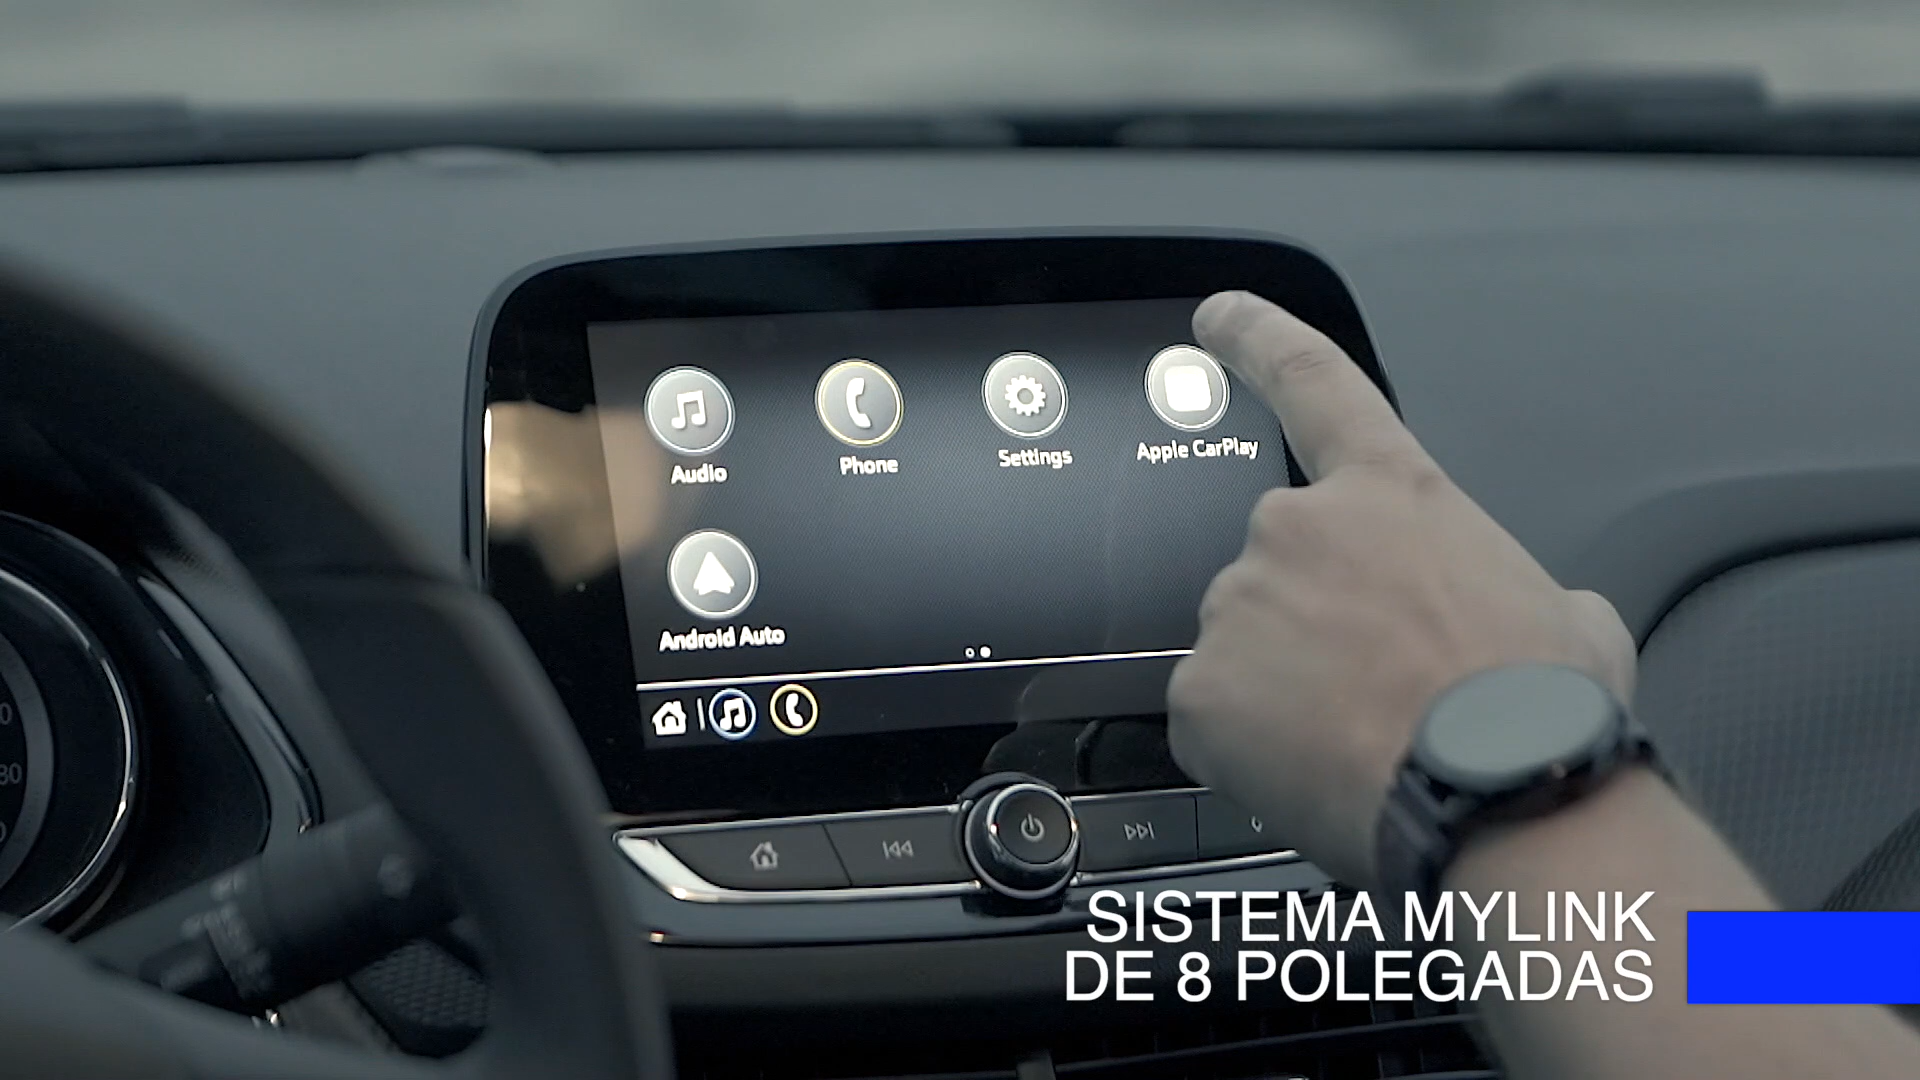 Audio
Phone
Settings
Apple CarPlay
Android Auto
SISTEMA MYLINK
DE 8 POLEGADAS